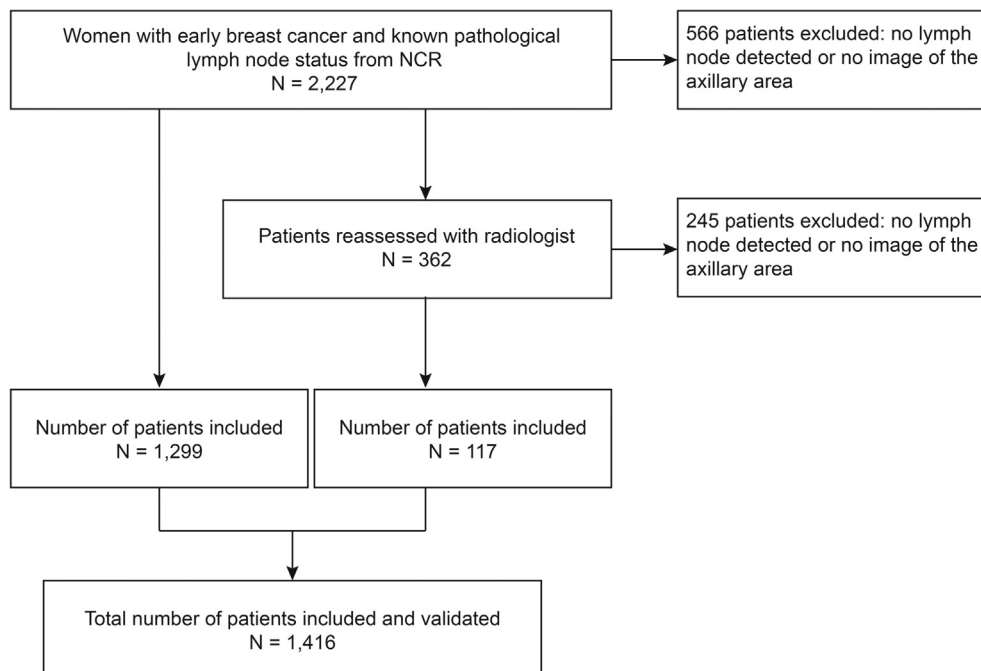 Women with early breast cancer and known pathological
lymph node status from NCR
N = 2,227
566 patients excluded: no lymph
node detected or no image of the
axillary area
Patients reassessed with radiologist
N = 362
245 patients excluded: no lymph
node detected or no image of the
axillary area
Number of patients included
N = 1,299
Number of patients included
N = 117
Total number of patients included and validated
N = 1,416